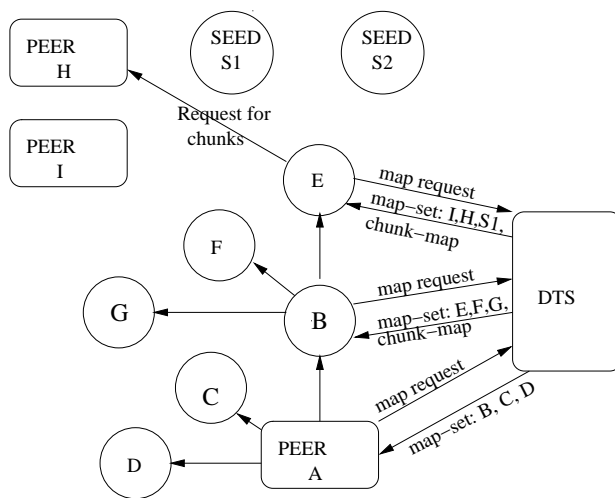 PEER
H
SEED
S1
SEED
S2
Request for
chunks
PEER
I
E
map request
map-set: I,H,S1,
chunk-map
F
map request
DTS
G
B
map-set: E,F,G,
chunk-map
map request
C
map-set: B, C, D
PEER
A
D